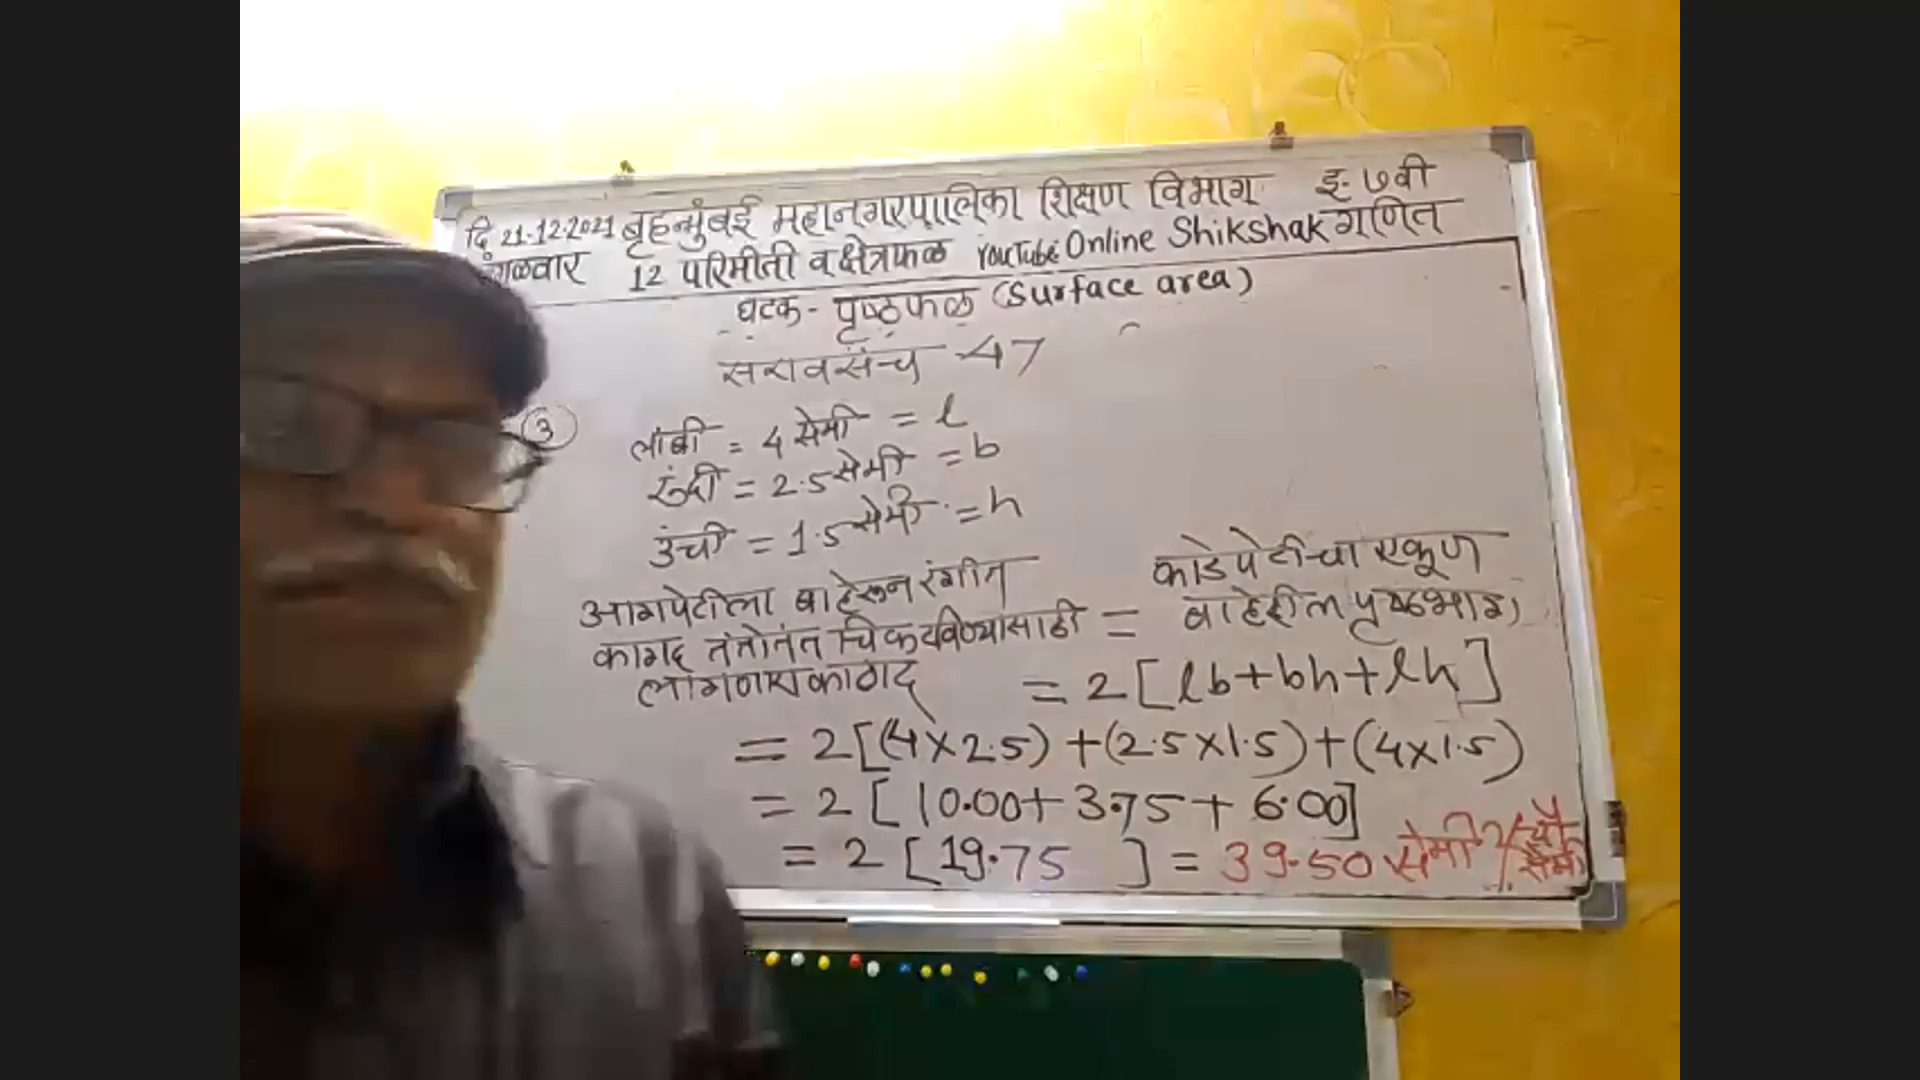 दि 21.12.2021 बृहन्मुंबई महानगरपालिका शिक्षण विभाग इ. ७वी
मंगळवार 12 परिमीती व क्षेत्रफळ YouTube Online Shikshak गणित
घटक - पृष्ठफळ (Surface area)
सरावसंच 47
3 लांबी = 4 सेमी = l
रुंदी = 2.5 सेमी = b
उंची = 1.5 सेमी = h
आगपेटीला बाहेरून रंगीत
कागद तंतोतंत चिकटविण्यासाठी
लागणारा कागद
= काडेपेटीचा एकूण
बाहेरील पृष्ठभाग
= 2 [lb+bh+lh]
= 2 [(4×2.5) + (2.5×1.5) + (4×1.5)
= 2 [10.00+ 3.75 + 6.00]
= 2 [19.75 ] = 39.50 सेमी² / चौ सेमी